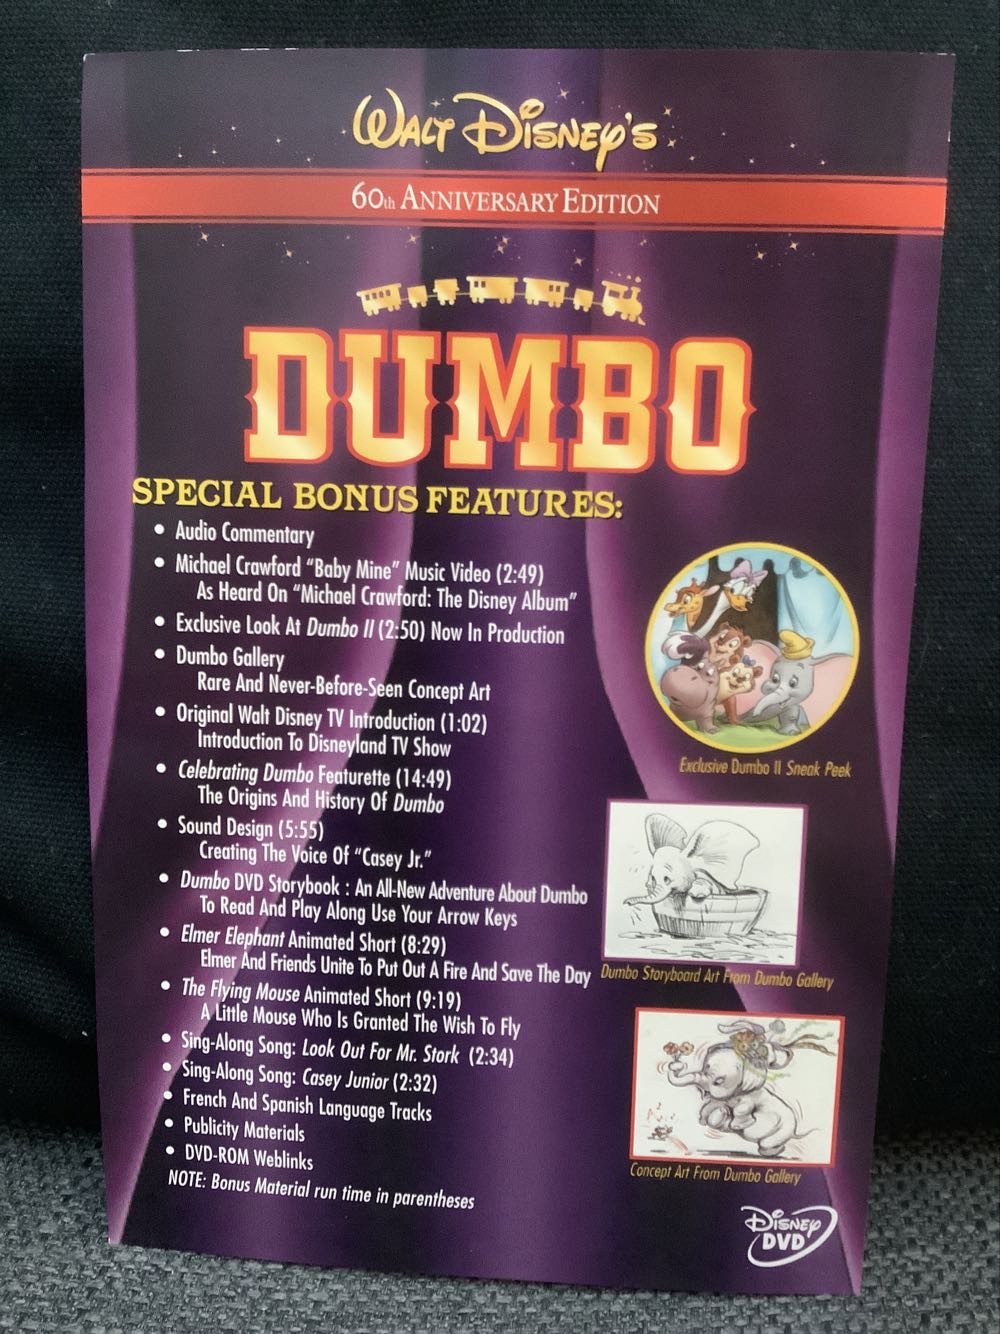 WALT DISNEY'S
60th ANNIVERSARY EDITION
DUMBO
SPECIAL BONUS FEATURES:
• Audio Commentary
• Michael Crawford "Baby Mine" Music Video (2:49)
As Heard On "Michael Crawford: The Disney Album"
• Exclusive Look At Dumbo II (2:50) Now In Production
• Dumbo Gallery
Rare And Never-Before-Seen Concept Art
• Original Walt Disney TV Introduction (1:02)
Introduction To Disneyland TV Show
• Celebrating Dumbo Featurette (14:49)
The Origins And History Of Dumbo
• Sound Design (5:55)
Creating The Voice Of "Casey Jr."
• Dumbo DVD Storybook : An All-New Adventure About Dumbo
To Read And Play Along Use Your Arrow Keys
• Elmer Elephant Animated Short (8:29)
Elmer And Friends Unite To Put Out A Fire And Save The Day
• The Flying Mouse Animated Short (9:19)
A Little Mouse Who Is Granted The Wish To Fly
• Sing-Along Song: Look Out For Mr. Stork (2:34)
• Sing-Along Song: Casey Junior (2:32)
• French And Spanish Language Tracks
• Publicity Materials
• DVD-ROM Weblinks
NOTE: Bonus Material run time in parentheses
Exclusive Dumbo II Sneak Peek
Dumbo Storyboard Art From Dumbo Gallery
Concept Art From Dumbo Gallery
DISNEY
DVD